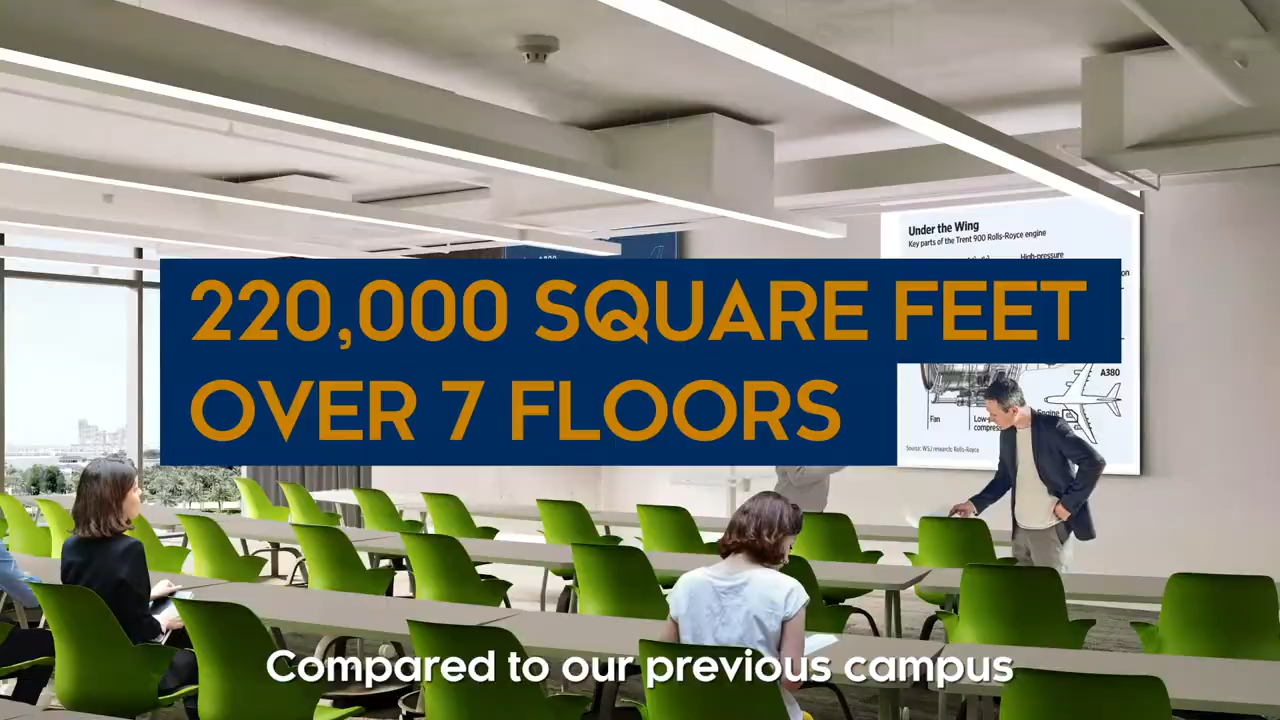 Under the Wing
Key parts of the Trent 900 Rolls-Royce engine
High-pressure
220,000 SQUARE FEET
OVER 7 FLOORS
A380
Fan
Engine
Source: WSJ research; Rolls-Royce
Compared to our previous campus